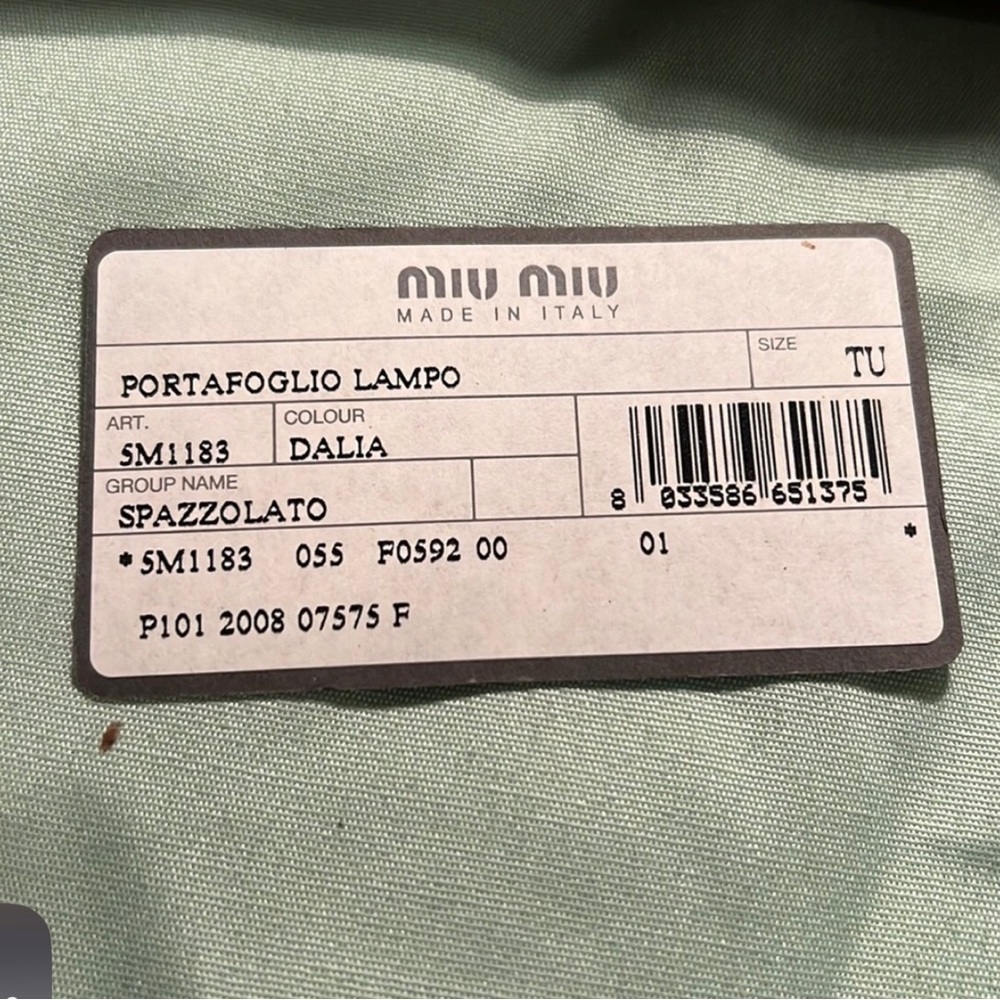 MIU MIU
MADE IN ITALY
PORTAFOGLIO LAMPO
SIZE TU
ART. 5M1183
COLOUR DALIA
8 033586 651375
GROUP NAME
SPAZZOLATO
*5M1183 055 F0592 00 01 *
P101 2008 07575 F